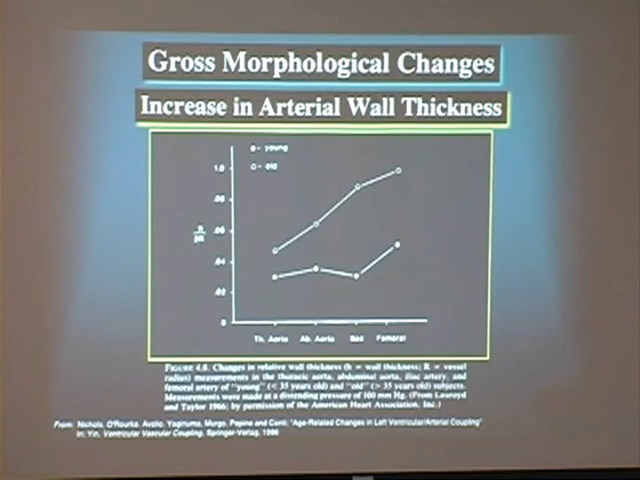 Gross Morphological Changes
Increase in Arterial Wall Thickness
young
old
1.0
.08
.06
.04
.02
0
Th. Aorta Ab. Aorta Femoral
FIGURE 4.8. Changes in relative wall thickness (h = wall thickness; R = vessel
radius) measurements in the thoracic aorta, abdominal aorta, iliac artery, and
femoral artery of "young" (< 35 years old) and "old" (> 35 years old) subjects.
Measurements were made at a distending pressure of 100 mm Hg. (From Learoyd
and Taylor 1966; by permission of the American Heart Association, Inc.)
From: Nichols, O'Rourke, Avolio, Yaginuma, Murgo, Pepine and Conti: "Age-Related Changes in Left Ventricular/Arterial Coupling"
In: Yin, Ventricular Vascular Coupling, Springer-Verlag, 1986